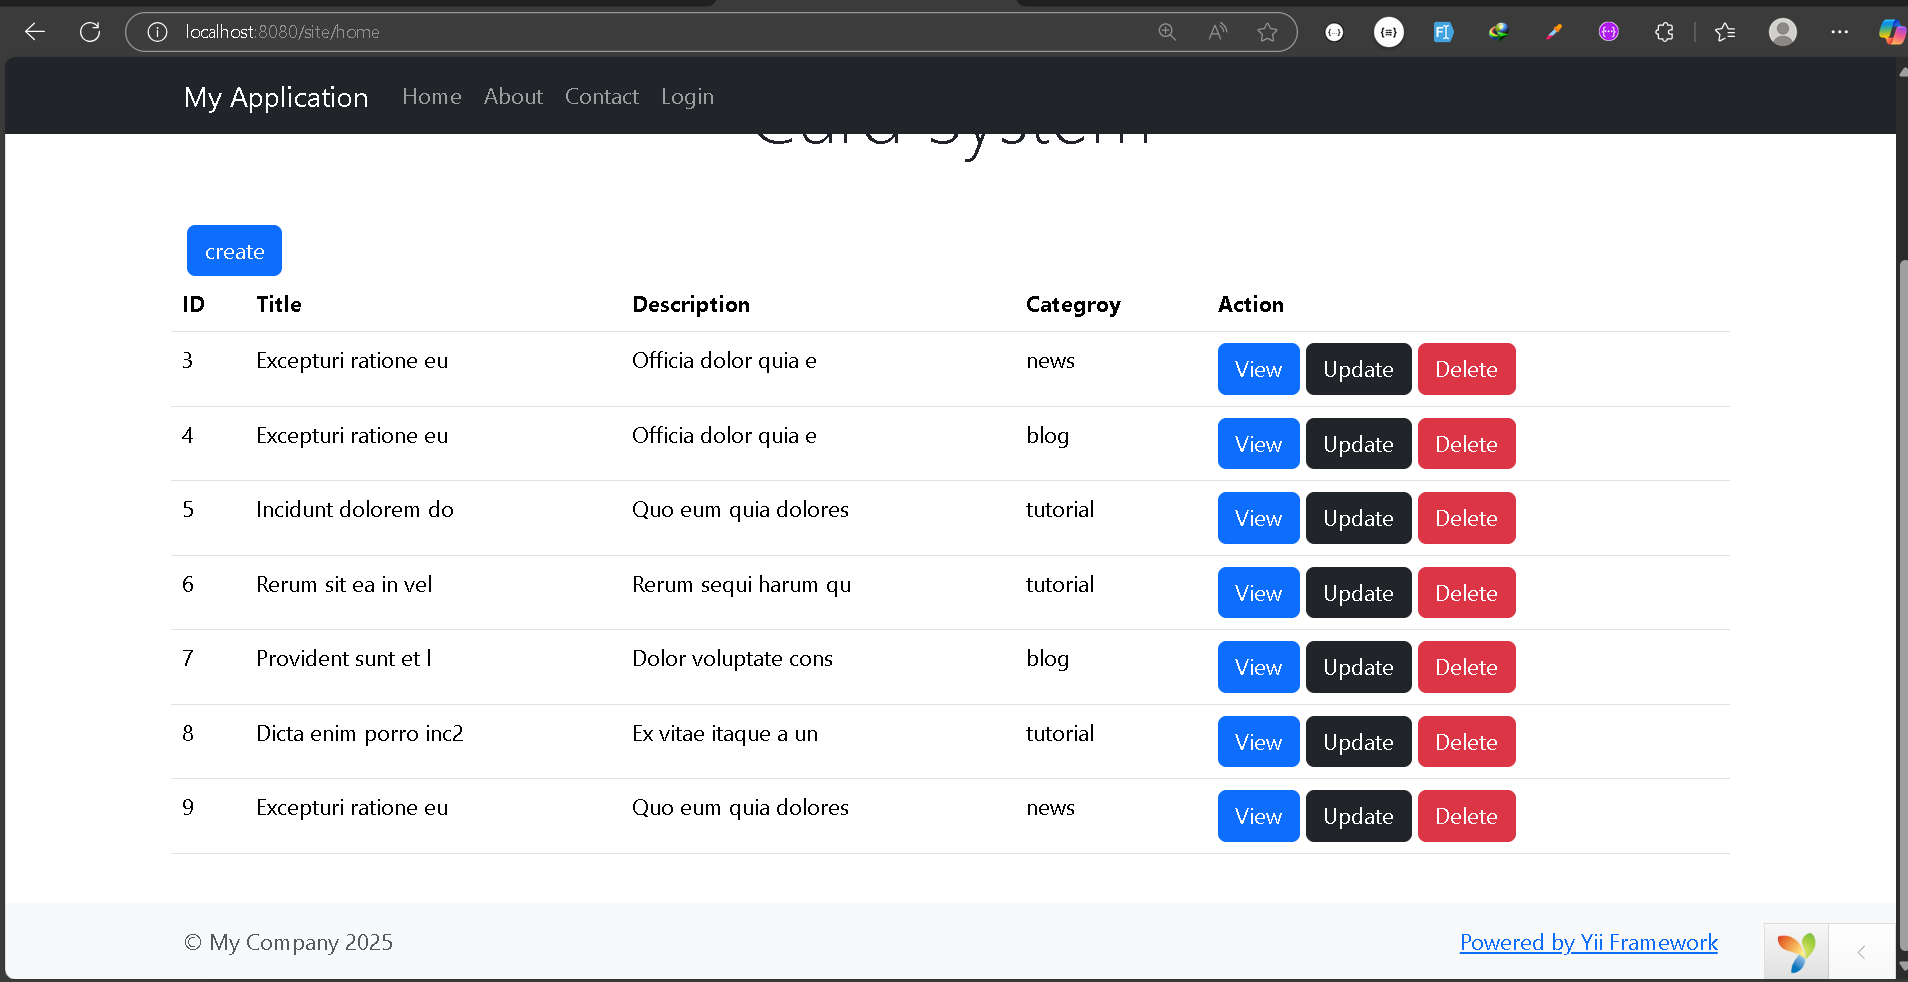 localhost:8080/site/home
My Application Home About Contact Login
System
create
ID Title Description Categroy Action
3 Excepturi ratione eu Officia dolor quia e news View Update Delete
4 Excepturi ratione eu Officia dolor quia e blog View Update Delete
5 Incidunt dolorem do Quo eum quia dolores tutorial View Update Delete
6 Rerum sit ea in vel Rerum sequi harum qu tutorial View Update Delete
7 Provident sunt et l Dolor voluptate cons blog View Update Delete
8 Dicta enim porro inc2 Ex vitae itaque a un tutorial View Update Delete
9 Excepturi ratione eu Quo eum quia dolores news View Update Delete
© My Company 2025 Powered by Yii Framework